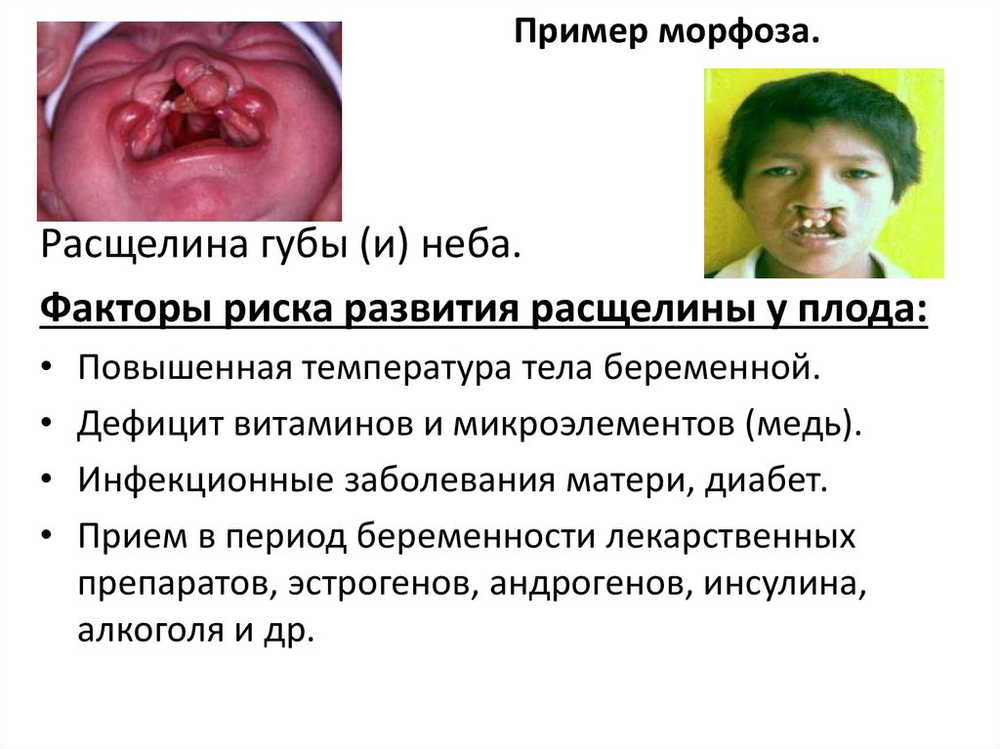 Пример морфоза.
Расщелина губы (и) неба.
Факторы риска развития расщелины у плода:
• Повышенная температура тела беременной.
• Дефицит витаминов и микроэлементов (медь).
• Инфекционные заболевания матери, диабет.
• Прием в период беременности лекарственных
препаратов, эстрогенов, андрогенов, инсулина,
алкоголя и др.